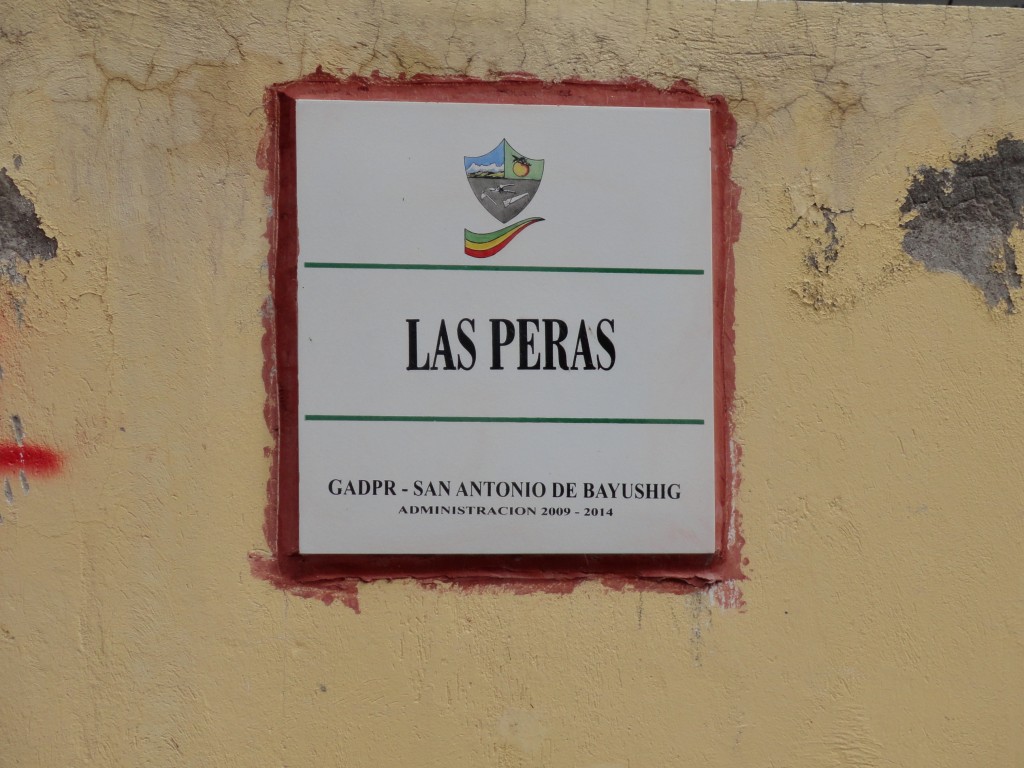 LAS PERAS
GADPR - SAN ANTONIO DE BAYUSHIG
ADMINISTRACION 2009 - 2014